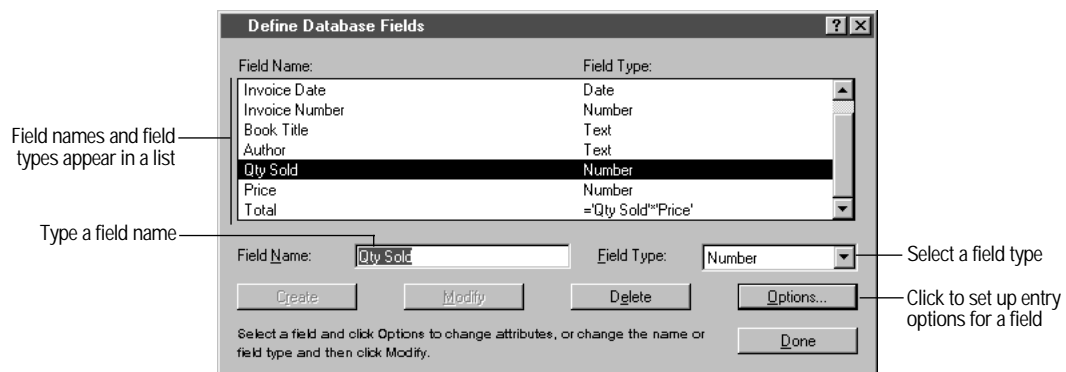 Define Database Fields
Field Name: Field Type:
Invoice Date Date
Invoice Number Number
Book Title Text
Author Text
Qty Sold Number
Price Number
Total ='Qty Sold'*'Price'
Field names and field
types appear in a list
Type a field name
Field Name: Qty Sold Field Type: Number
Select a field type
Create Modify Delete Options...
Click to set up entry
options for a field
Select a field and click Options to change attributes, or change the name or
field type and then click Modify.
Done